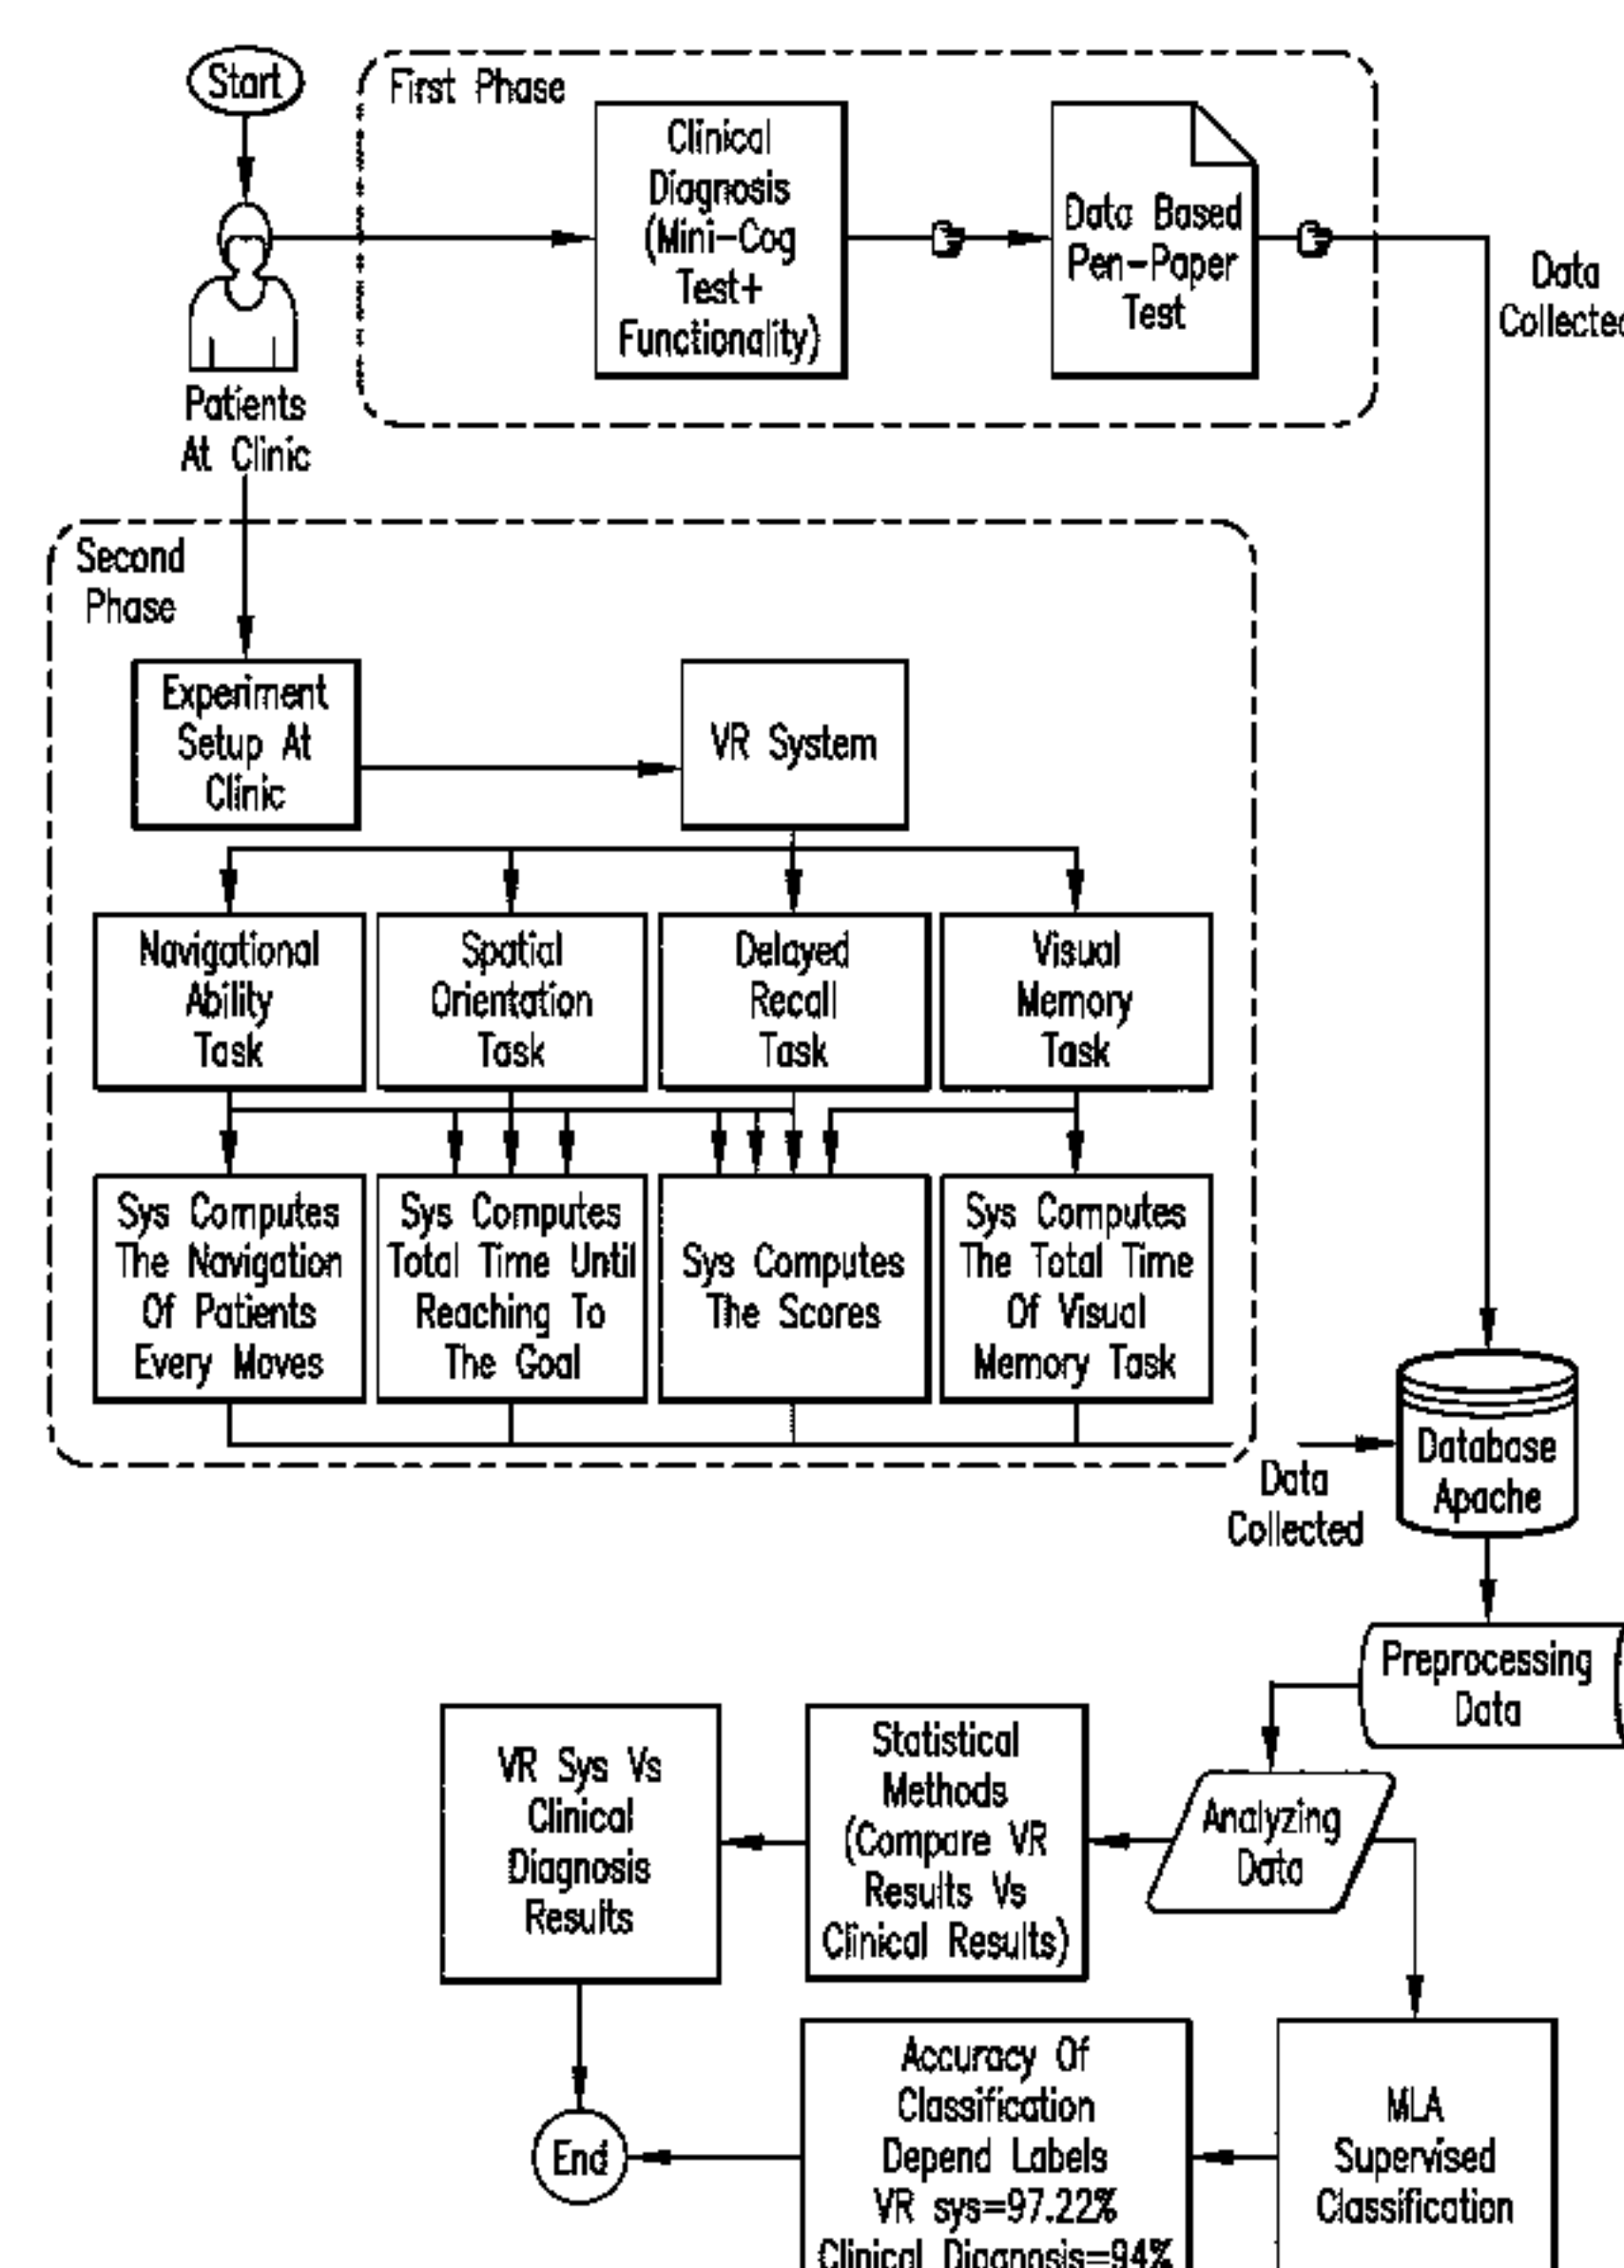 Start
First Phase
Clinical
Diagnosis
(Mini-Cog
Test+
Functionality)
Data Based
Pen-Paper
Test
Data
Collected
Patients
At Clinic
Second
Phase
Experiment
Setup At
Clinic
VR System
Navigational
Ability
Task
Spatial
Orientation
Task
Delayed
Recall
Task
Visual
Memory
Task
Sys Computes
The Navigation
Of Patients
Every Moves
Sys Computes
Total Time Until
Reaching To
The Goal
Sys Computes
The Scores
Sys Computes
The Total Time
Of Visual
Memory Task
Database
Apache
Data
Collected
Preprocessing
Data
Analyzing
Data
Statistical
Methods
(Compare VR
Results Vs
Clinical Results)
VR Sys Vs
Clinical
Diagnosis
Results
MLA
Supervised
Classification
Accuracy Of
Classification
Depend Labels
VR sys=97.22%
Clinical Diagnosis=94%
End